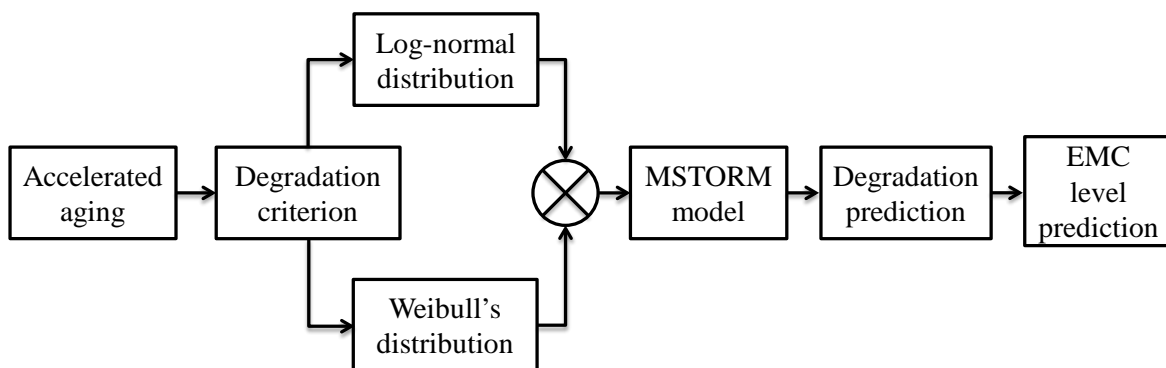 Log-normal
distribution
Accelerated
aging
Degradation
criterion
MSTORM
model
Degradation
prediction
EMC
level
prediction
Weibull's
distribution